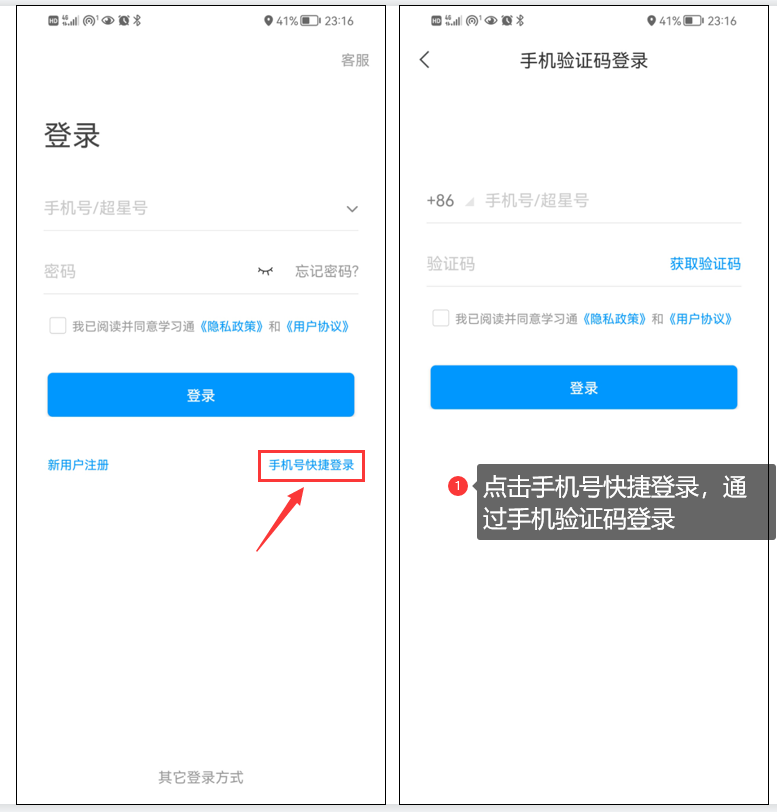 41% 23:16
客服
登录
手机号/超星号
密码 忘记密码?
我已阅读并同意学习通《隐私政策》和《用户协议》
登录
新用户注册 手机号快捷登录
其它登录方式
41% 23:16
手机验证码登录
+86 手机号/超星号
验证码 获取验证码
我已阅读并同意学习通《隐私政策》和《用户协议》
登录
1 点击手机号快捷登录，通
过手机验证码登录